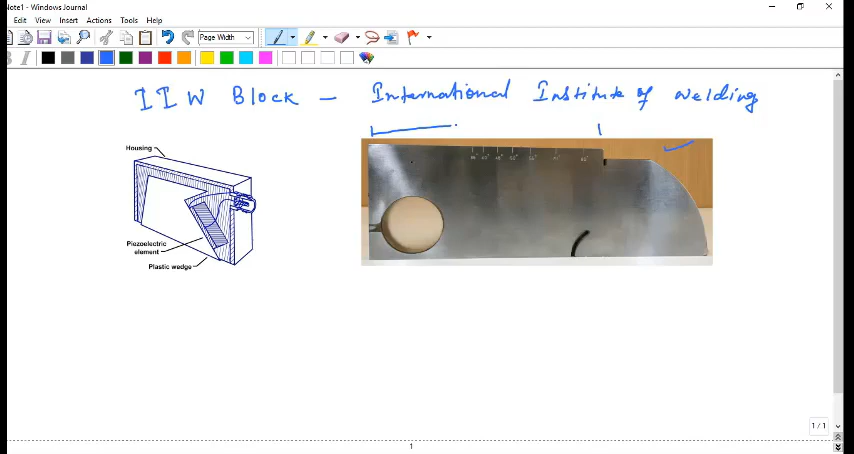 Note1 - Windows Journal
Edit View Insert Actions Tools Help
Page Width
B I
IIW Block - International Institute of welding
Housing
Piezoelectric
element
Plastic wedge
1/1
1